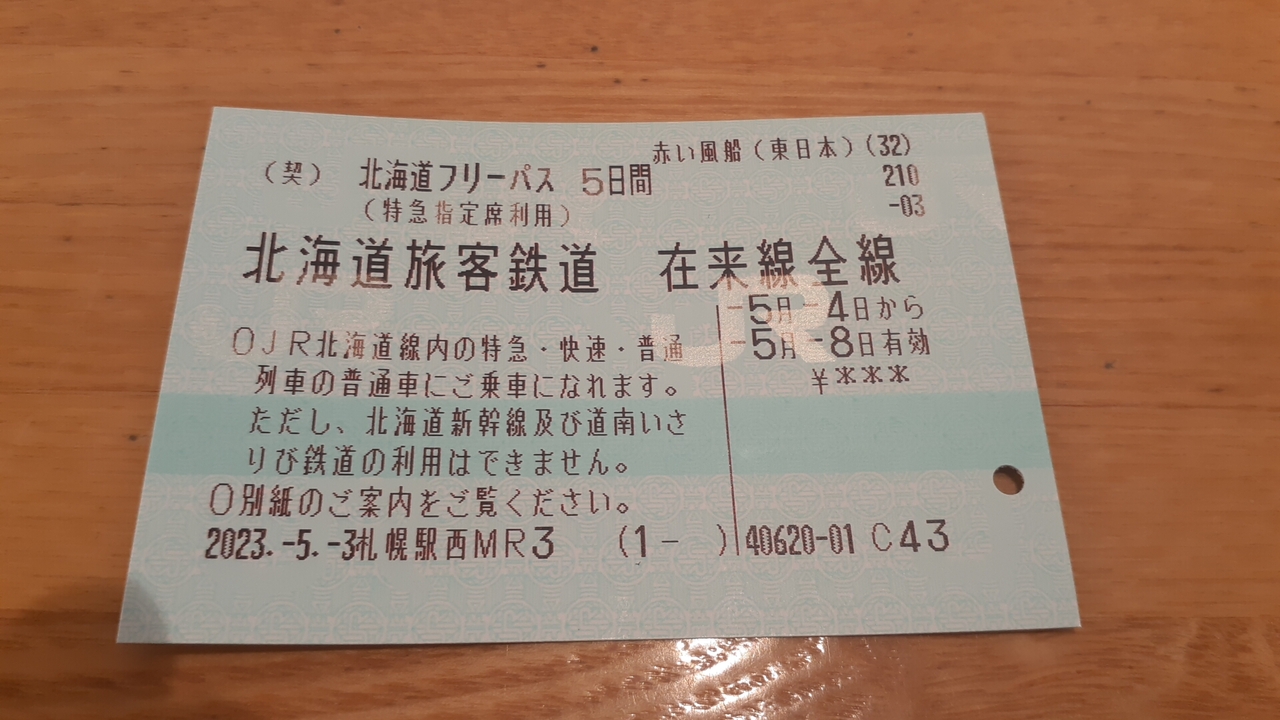 赤い風船(東日本)(32)
(契) 北海道フリーパス 5日間 210
(特急指定席利用) -03
北海道旅客鉄道 在来線全線
-5月-4日から
○JR北海道線内の特急・快速・普通 -5月-8日有効
列車の普通車にご乗車になれます。 ¥***
ただし、北海道新幹線及び道南いさ
りび鉄道の利用はできません。
○別紙のご案内をご覧ください。
2023.-5.-3札幌駅西MR3 (1- ) 40620-01 C43
JR